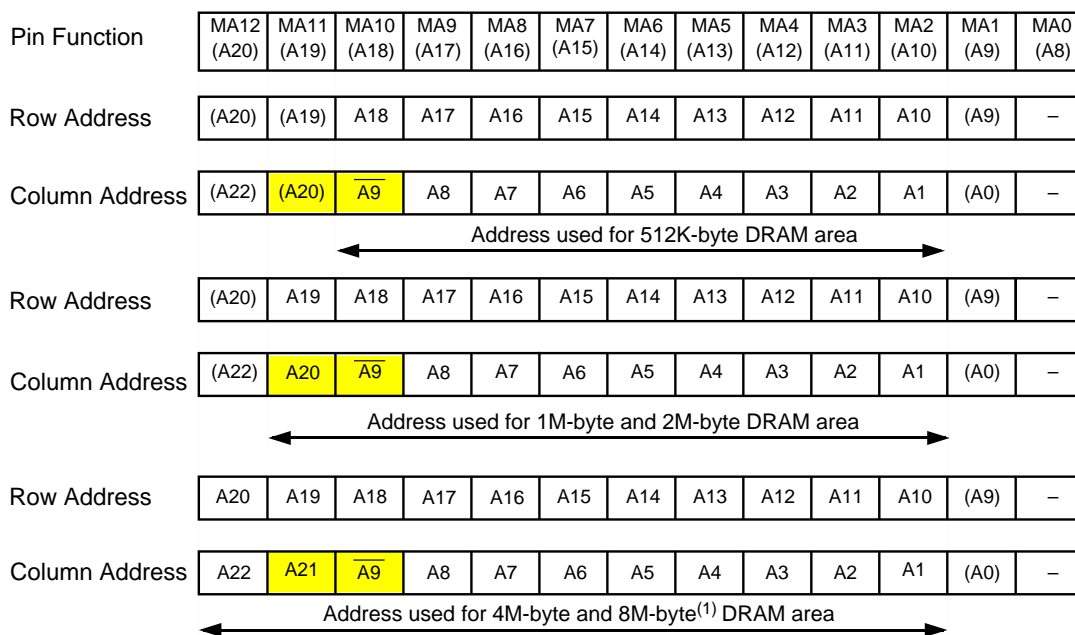 Pin Function MA12 MA11 MA10 MA9 MA8 MA7 MA6 MA5 MA4 MA3 MA2 MA1 MA0
(A20) (A19) (A18) (A17) (A16) (A15) (A14) (A13) (A12) (A11) (A10) (A9) (A8)
Row Address (A20) (A19) A18 A17 A16 A15 A14 A13 A12 A11 A10 (A9) –
Column Address (A22) (A20) A̅9̅ A8 A7 A6 A5 A4 A3 A2 A1 (A0) –
Address used for 512K-byte DRAM area
Row Address (A20) A19 A18 A17 A16 A15 A14 A13 A12 A11 A10 (A9) –
Column Address (A22) A20 A̅9̅ A8 A7 A6 A5 A4 A3 A2 A1 (A0) –
Address used for 1M-byte and 2M-byte DRAM area
Row Address A20 A19 A18 A17 A16 A15 A14 A13 A12 A11 A10 (A9) –
Column Address A22 A21 A̅9̅ A8 A7 A6 A5 A4 A3 A2 A1 (A0) –
Address used for 4M-byte and 8M-byte(1) DRAM area